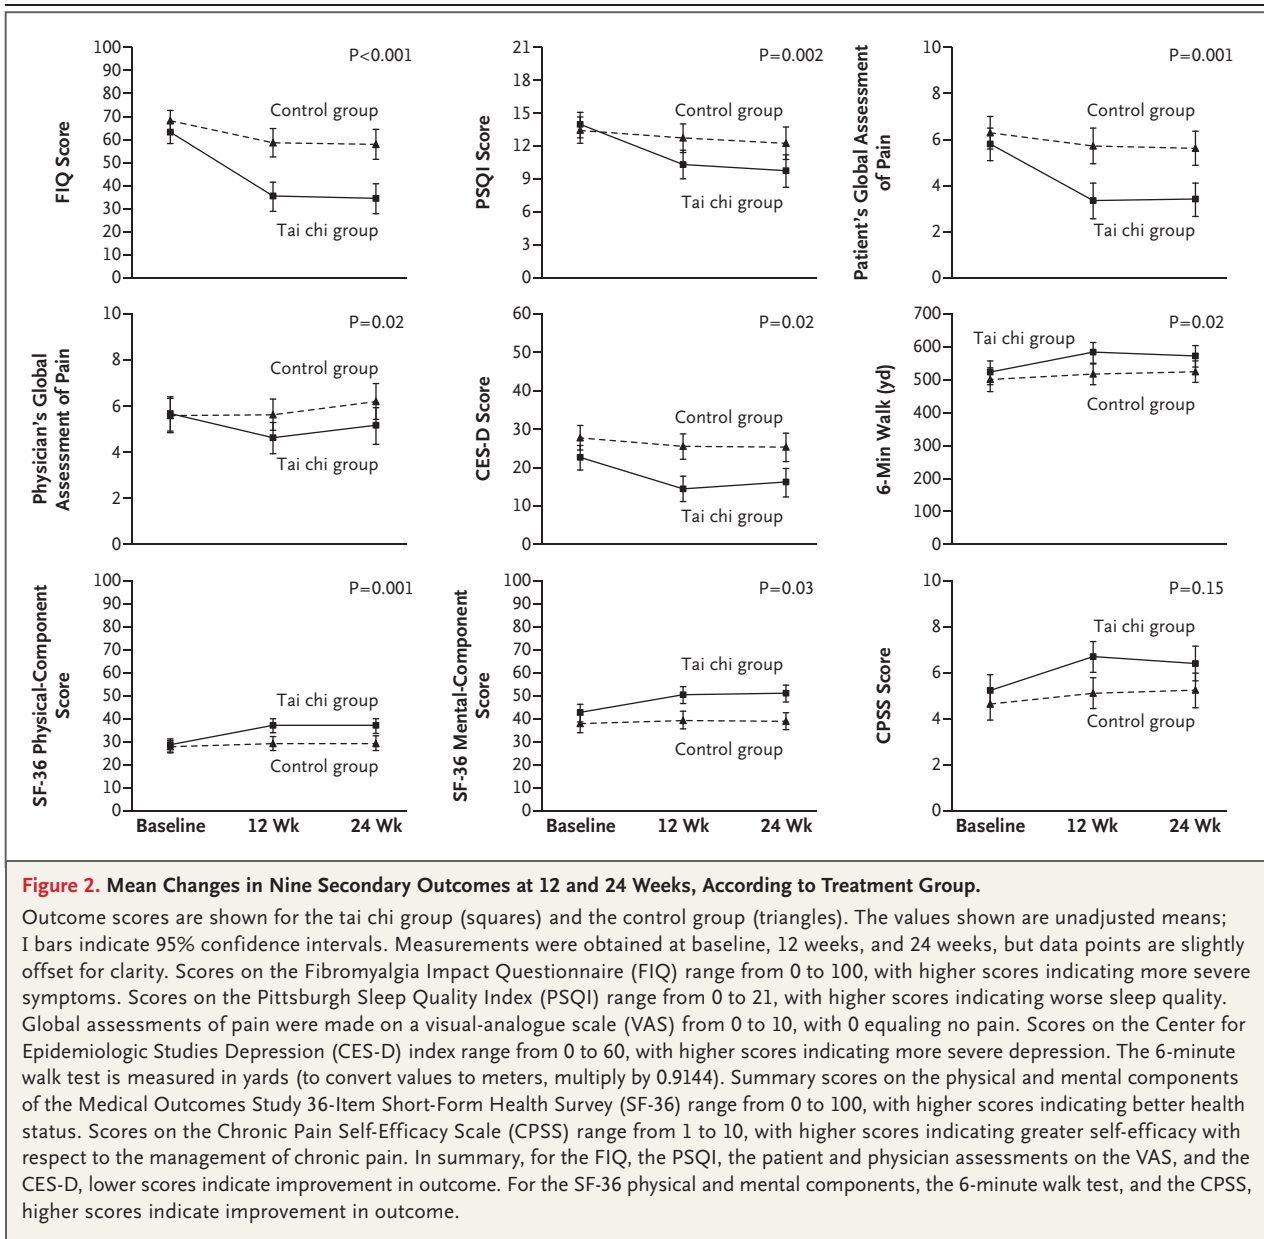 100
90
80
70
60
50
40
30
20
10
0
FIQ Score
P<0.001
Control group
Tai chi group
21
18
15
12
9
6
3
0
PSQI Score
P=0.002
Control group
Tai chi group
10
8
6
4
2
0
Patient's Global Assessment
of Pain
P=0.001
Control group
Tai chi group
10
8
6
4
2
0
Physician's Global
Assessment of Pain
P=0.02
Control group
Tai chi group
60
50
40
30
20
10
0
CES-D Score
P=0.02
Control group
Tai chi group
700
600
500
400
300
200
100
0
6-Min Walk (yd)
P=0.02
Tai chi group
Control group
100
90
80
70
60
50
40
30
20
10
0
SF-36 Physical-Component
Score
P=0.001
Tai chi group
Control group
Baseline 12 Wk 24 Wk
100
90
80
70
60
50
40
30
20
10
0
SF-36 Mental-Component
Score
P=0.03
Tai chi group
Control group
Baseline 12 Wk 24 Wk
10
8
6
4
2
0
CPSS Score
P=0.15
Tai chi group
Control group
Baseline 12 Wk 24 Wk
Figure 2. Mean Changes in Nine Secondary Outcomes at 12 and 24 Weeks, According to Treatment Group.
Outcome scores are shown for the tai chi group (squares) and the control group (triangles). The values shown are unadjusted means;
I bars indicate 95% confidence intervals. Measurements were obtained at baseline, 12 weeks, and 24 weeks, but data points are slightly
offset for clarity. Scores on the Fibromyalgia Impact Questionnaire (FIQ) range from 0 to 100, with higher scores indicating more severe
symptoms. Scores on the Pittsburgh Sleep Quality Index (PSQI) range from 0 to 21, with higher scores indicating worse sleep quality.
Global assessments of pain were made on a visual-analogue scale (VAS) from 0 to 10, with 0 equaling no pain. Scores on the Center for
Epidemiologic Studies Depression (CES-D) index range from 0 to 60, with higher scores indicating more severe depression. The 6-minute
walk test is measured in yards (to convert values to meters, multiply by 0.9144). Summary scores on the physical and mental components
of the Medical Outcomes Study 36-Item Short-Form Health Survey (SF-36) range from 0 to 100, with higher scores indicating better health
status. Scores on the Chronic Pain Self-Efficacy Scale (CPSS) range from 1 to 10, with higher scores indicating greater self-efficacy with
respect to the management of chronic pain. In summary, for the FIQ, the PSQI, the patient and physician assessments on the VAS, and the
CES-D, lower scores indicate improvement in outcome. For the SF-36 physical and mental components, the 6-minute walk test, and the CPSS,
higher scores indicate improvement in outcome.